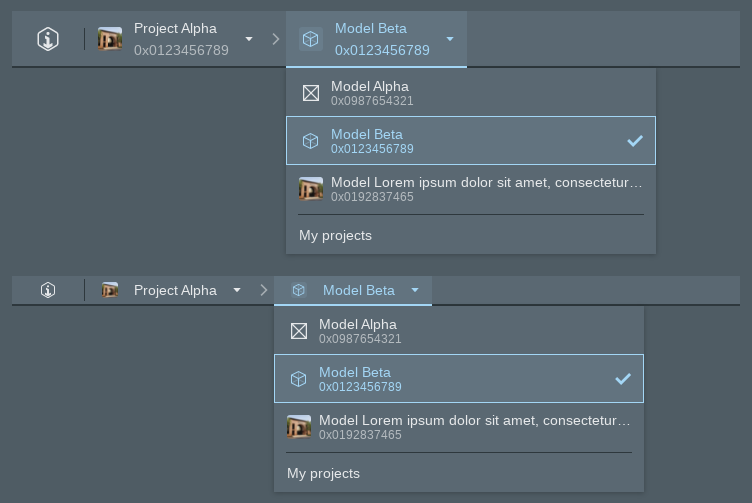 Project Alpha
0x0123456789
Model Beta
0x0123456789
Model Alpha
0x0987654321
Model Beta
0x0123456789
Model Lorem ipsum dolor sit amet, consectetur…
0x0192837465
My projects
Project Alpha
Model Beta
Model Alpha
0x0987654321
Model Beta
0x0123456789
Model Lorem ipsum dolor sit amet, consectetur…
0x0192837465
My projects